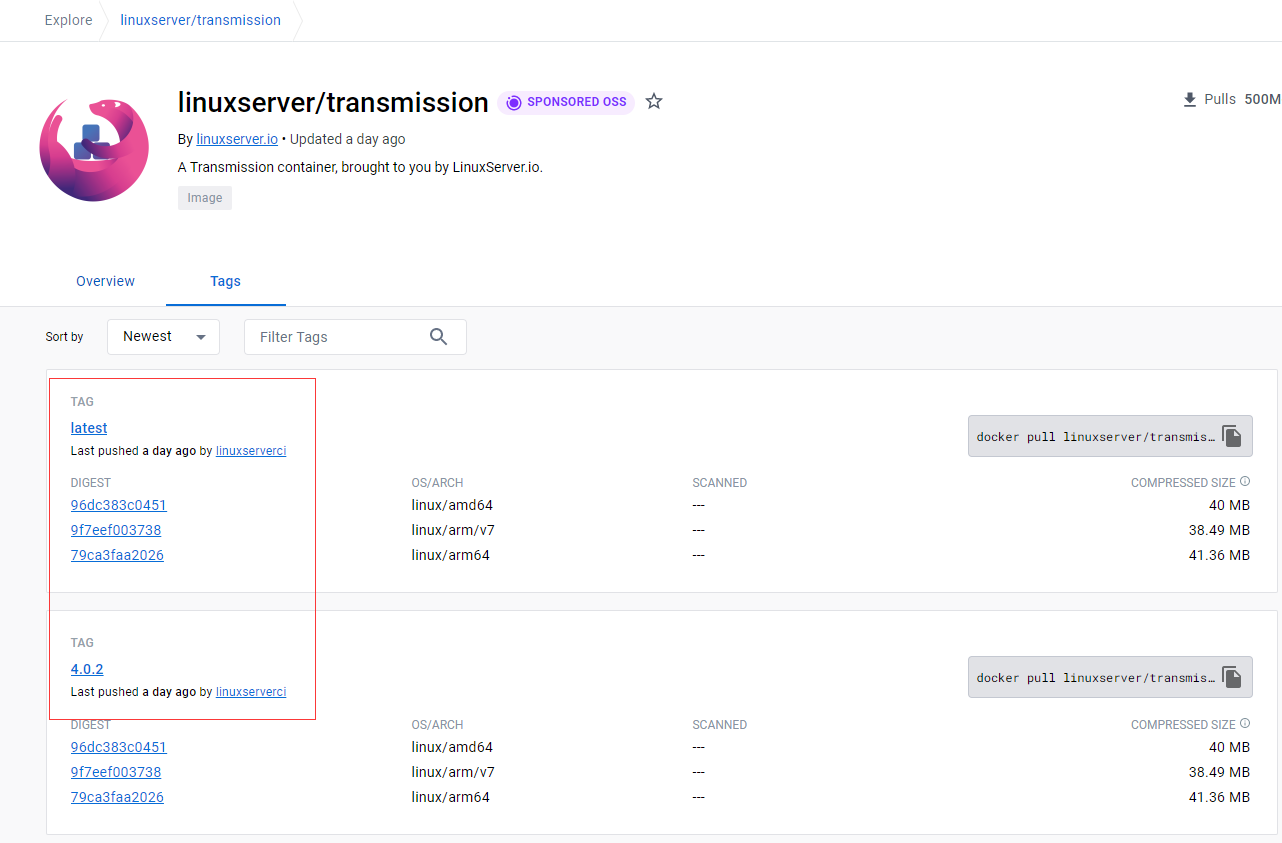 Explore linuxserver/transmission
linuxserver/transmission SPONSORED OSS Pulls 500M
By linuxserver.io • Updated a day ago
A Transmission container, brought to you by LinuxServer.io.
Image
Overview Tags
Sort by Newest Filter Tags
TAG
latest
docker pull linuxserver/transmis…
Last pushed a day ago by linuxserverci
DIGEST OS/ARCH SCANNED COMPRESSED SIZE
96dc383c0451 linux/amd64 --- 40 MB
9f7eef003738 linux/arm/v7 --- 38.49 MB
79ca3faa2026 linux/arm64 --- 41.36 MB
TAG
4.0.2
docker pull linuxserver/transmis…
Last pushed a day ago by linuxserverci
DIGEST OS/ARCH SCANNED COMPRESSED SIZE
96dc383c0451 linux/amd64 --- 40 MB
9f7eef003738 linux/arm/v7 --- 38.49 MB
79ca3faa2026 linux/arm64 --- 41.36 MB